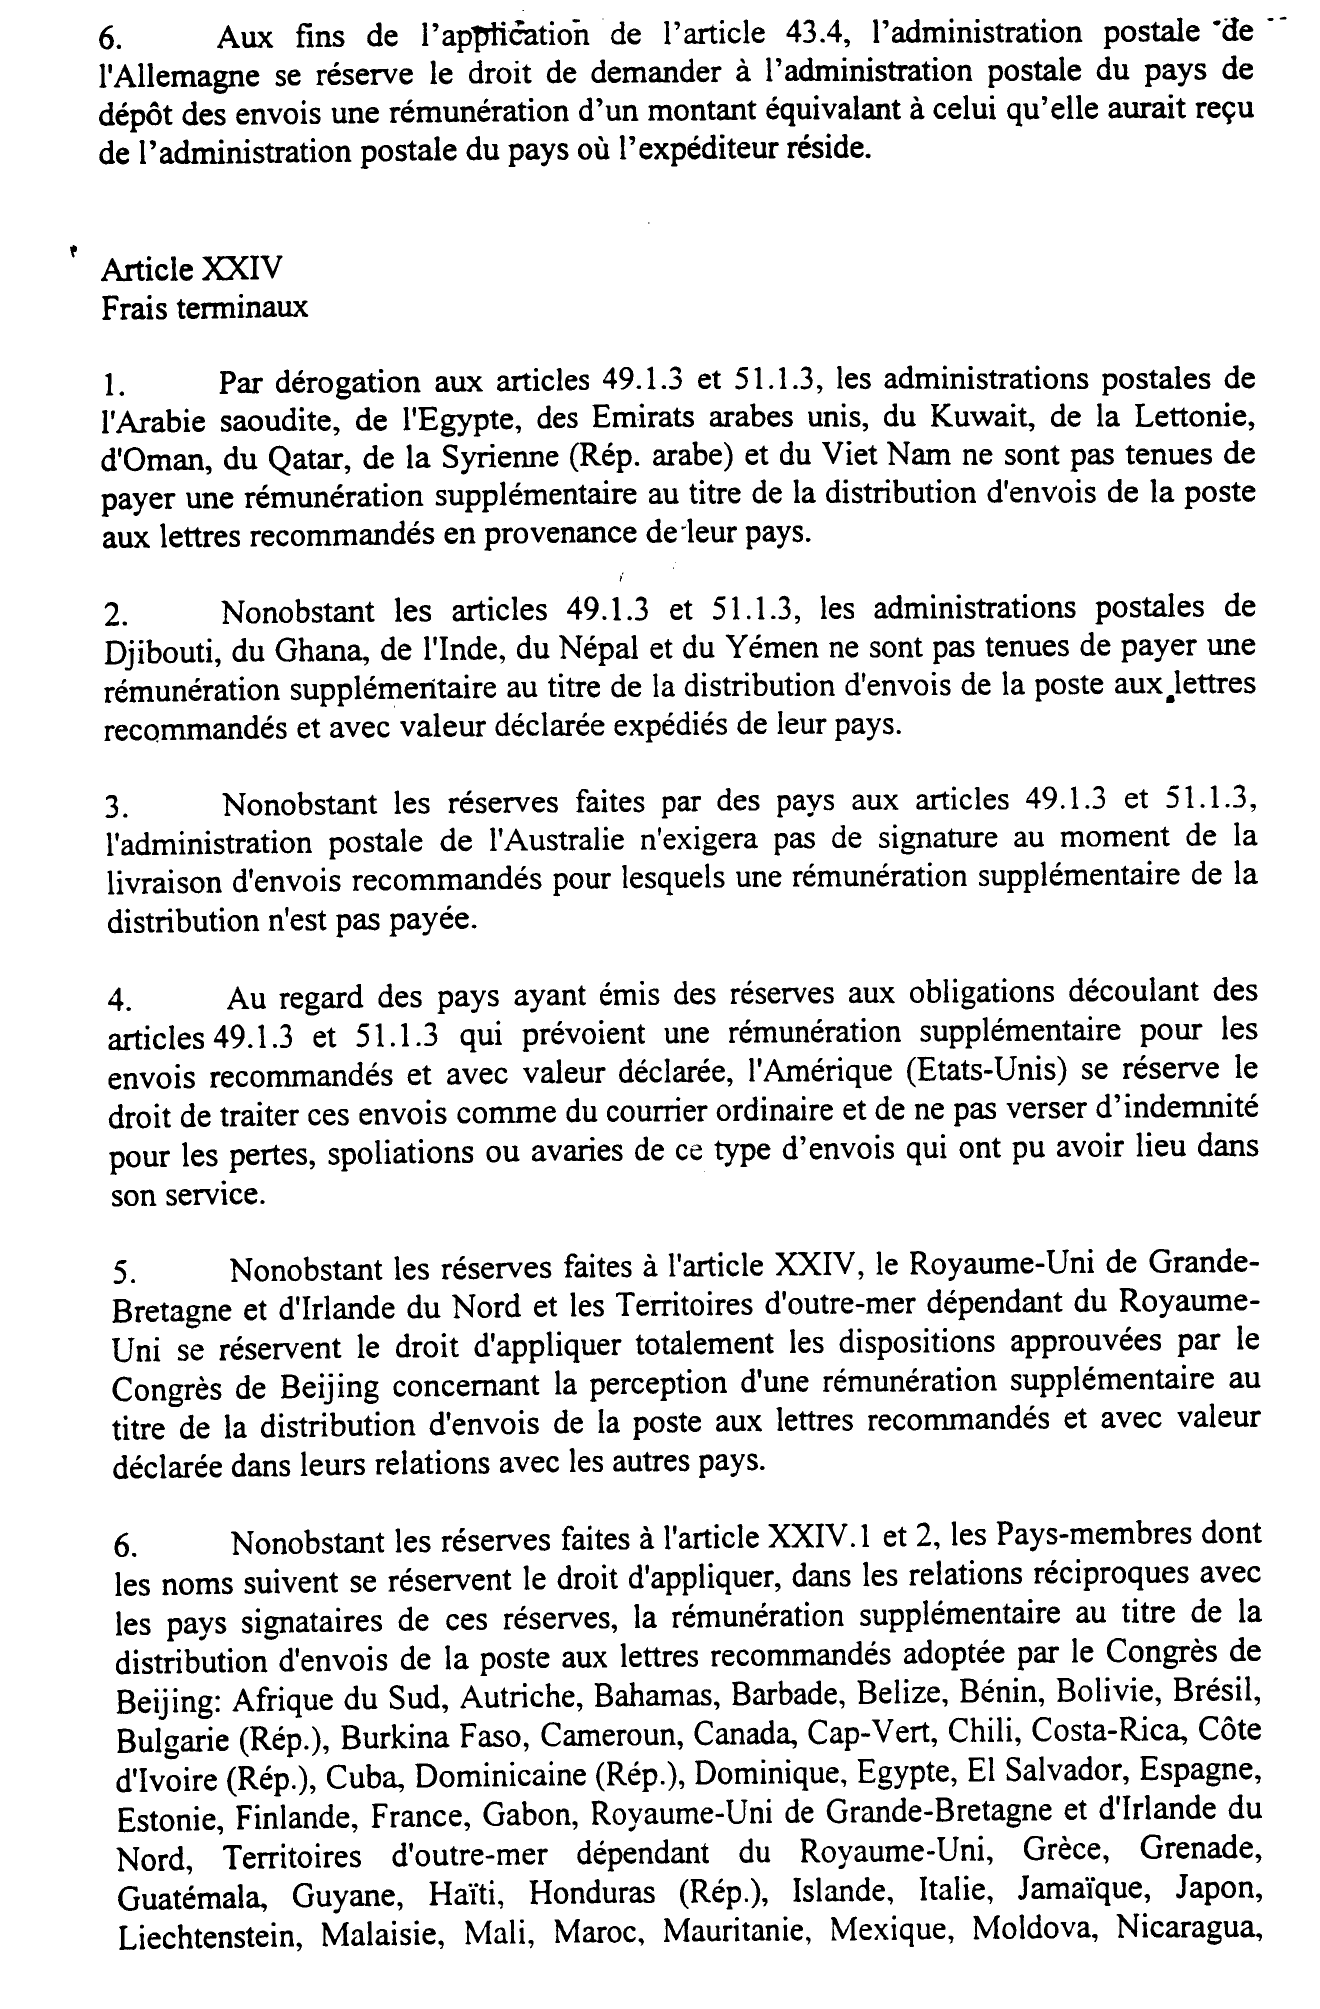 6. Aux fins de l’application de l’article 43.4, l’administration postale de
l'Allemagne se réserve le droit de demander à l’administration postale du pays de
dépôt des envois une rémunération d’un montant équivalant à celui qu’elle aurait reçu
de l’administration postale du pays où l’expéditeur réside.
Article XXIV
Frais terminaux
1. Par dérogation aux articles 49.1.3 et 51.1.3, les administrations postales de
l'Arabie saoudite, de l'Egypte, des Emirats arabes unis, du Kuwait, de la Lettonie,
d'Oman, du Qatar, de la Syrienne (Rép. arabe) et du Viet Nam ne sont pas tenues de
payer une rémunération supplémentaire au titre de la distribution d'envois de la poste
aux lettres recommandés en provenance de leur pays.
2. Nonobstant les articles 49.1.3 et 51.1.3, les administrations postales de
Djibouti, du Ghana, de l'Inde, du Népal et du Yémen ne sont pas tenues de payer une
rémunération supplémentaire au titre de la distribution d'envois de la poste aux lettres
recommandés et avec valeur déclarée expédiés de leur pays.
3. Nonobstant les réserves faites par des pays aux articles 49.1.3 et 51.1.3,
l'administration postale de l'Australie n'exigera pas de signature au moment de la
livraison d'envois recommandés pour lesquels une rémunération supplémentaire de la
distribution n'est pas payée.
4. Au regard des pays ayant émis des réserves aux obligations découlant des
articles 49.1.3 et 51.1.3 qui prévoient une rémunération supplémentaire pour les
envois recommandés et avec valeur déclarée, l'Amérique (Etats-Unis) se réserve le
droit de traiter ces envois comme du courrier ordinaire et de ne pas verser d’indemnité
pour les pertes, spoliations ou avaries de ce type d’envois qui ont pu avoir lieu dans
son service.
5. Nonobstant les réserves faites à l'article XXIV, le Royaume-Uni de Grande-
Bretagne et d'Irlande du Nord et les Territoires d'outre-mer dépendant du Royaume-
Uni se réservent le droit d'appliquer totalement les dispositions approuvées par le
Congrès de Beijing concernant la perception d'une rémunération supplémentaire au
titre de la distribution d'envois de la poste aux lettres recommandés et avec valeur
déclarée dans leurs relations avec les autres pays.
6. Nonobstant les réserves faites à l'article XXIV.1 et 2, les Pays-membres dont
les noms suivent se réservent le droit d'appliquer, dans les relations réciproques avec
les pays signataires de ces réserves, la rémunération supplémentaire au titre de la
distribution d'envois de la poste aux lettres recommandés adoptée par le Congrès de
Beijing: Afrique du Sud, Autriche, Bahamas, Barbade, Belize, Bénin, Bolivie, Brésil,
Bulgarie (Rép.), Burkina Faso, Cameroun, Canada, Cap-Vert, Chili, Costa-Rica, Côte
d'Ivoire (Rép.), Cuba, Dominicaine (Rép.), Dominique, Egypte, El Salvador, Espagne,
Estonie, Finlande, France, Gabon, Royaume-Uni de Grande-Bretagne et d'Irlande du
Nord, Territoires d'outre-mer dépendant du Royaume-Uni, Grèce, Grenade,
Guatémala, Guyane, Haïti, Honduras (Rép.), Islande, Italie, Jamaïque, Japon,
Liechtenstein, Malaisie, Mali, Maroc, Mauritanie, Mexique, Moldova, Nicaragua,